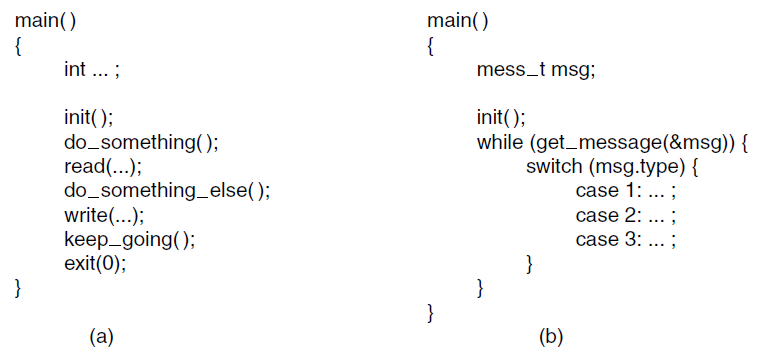 main( )
{
int ... ;
init( );
do_something( );
read(...);
do_something_else( );
write(...);
keep_going( );
exit(0);
}
(a)
main( )
{
mess_t msg;
init( );
while (get_message(&msg)) {
switch (msg.type) {
case 1: ... ;
case 2: ... ;
case 3: ... ;
}
}
}
(b)